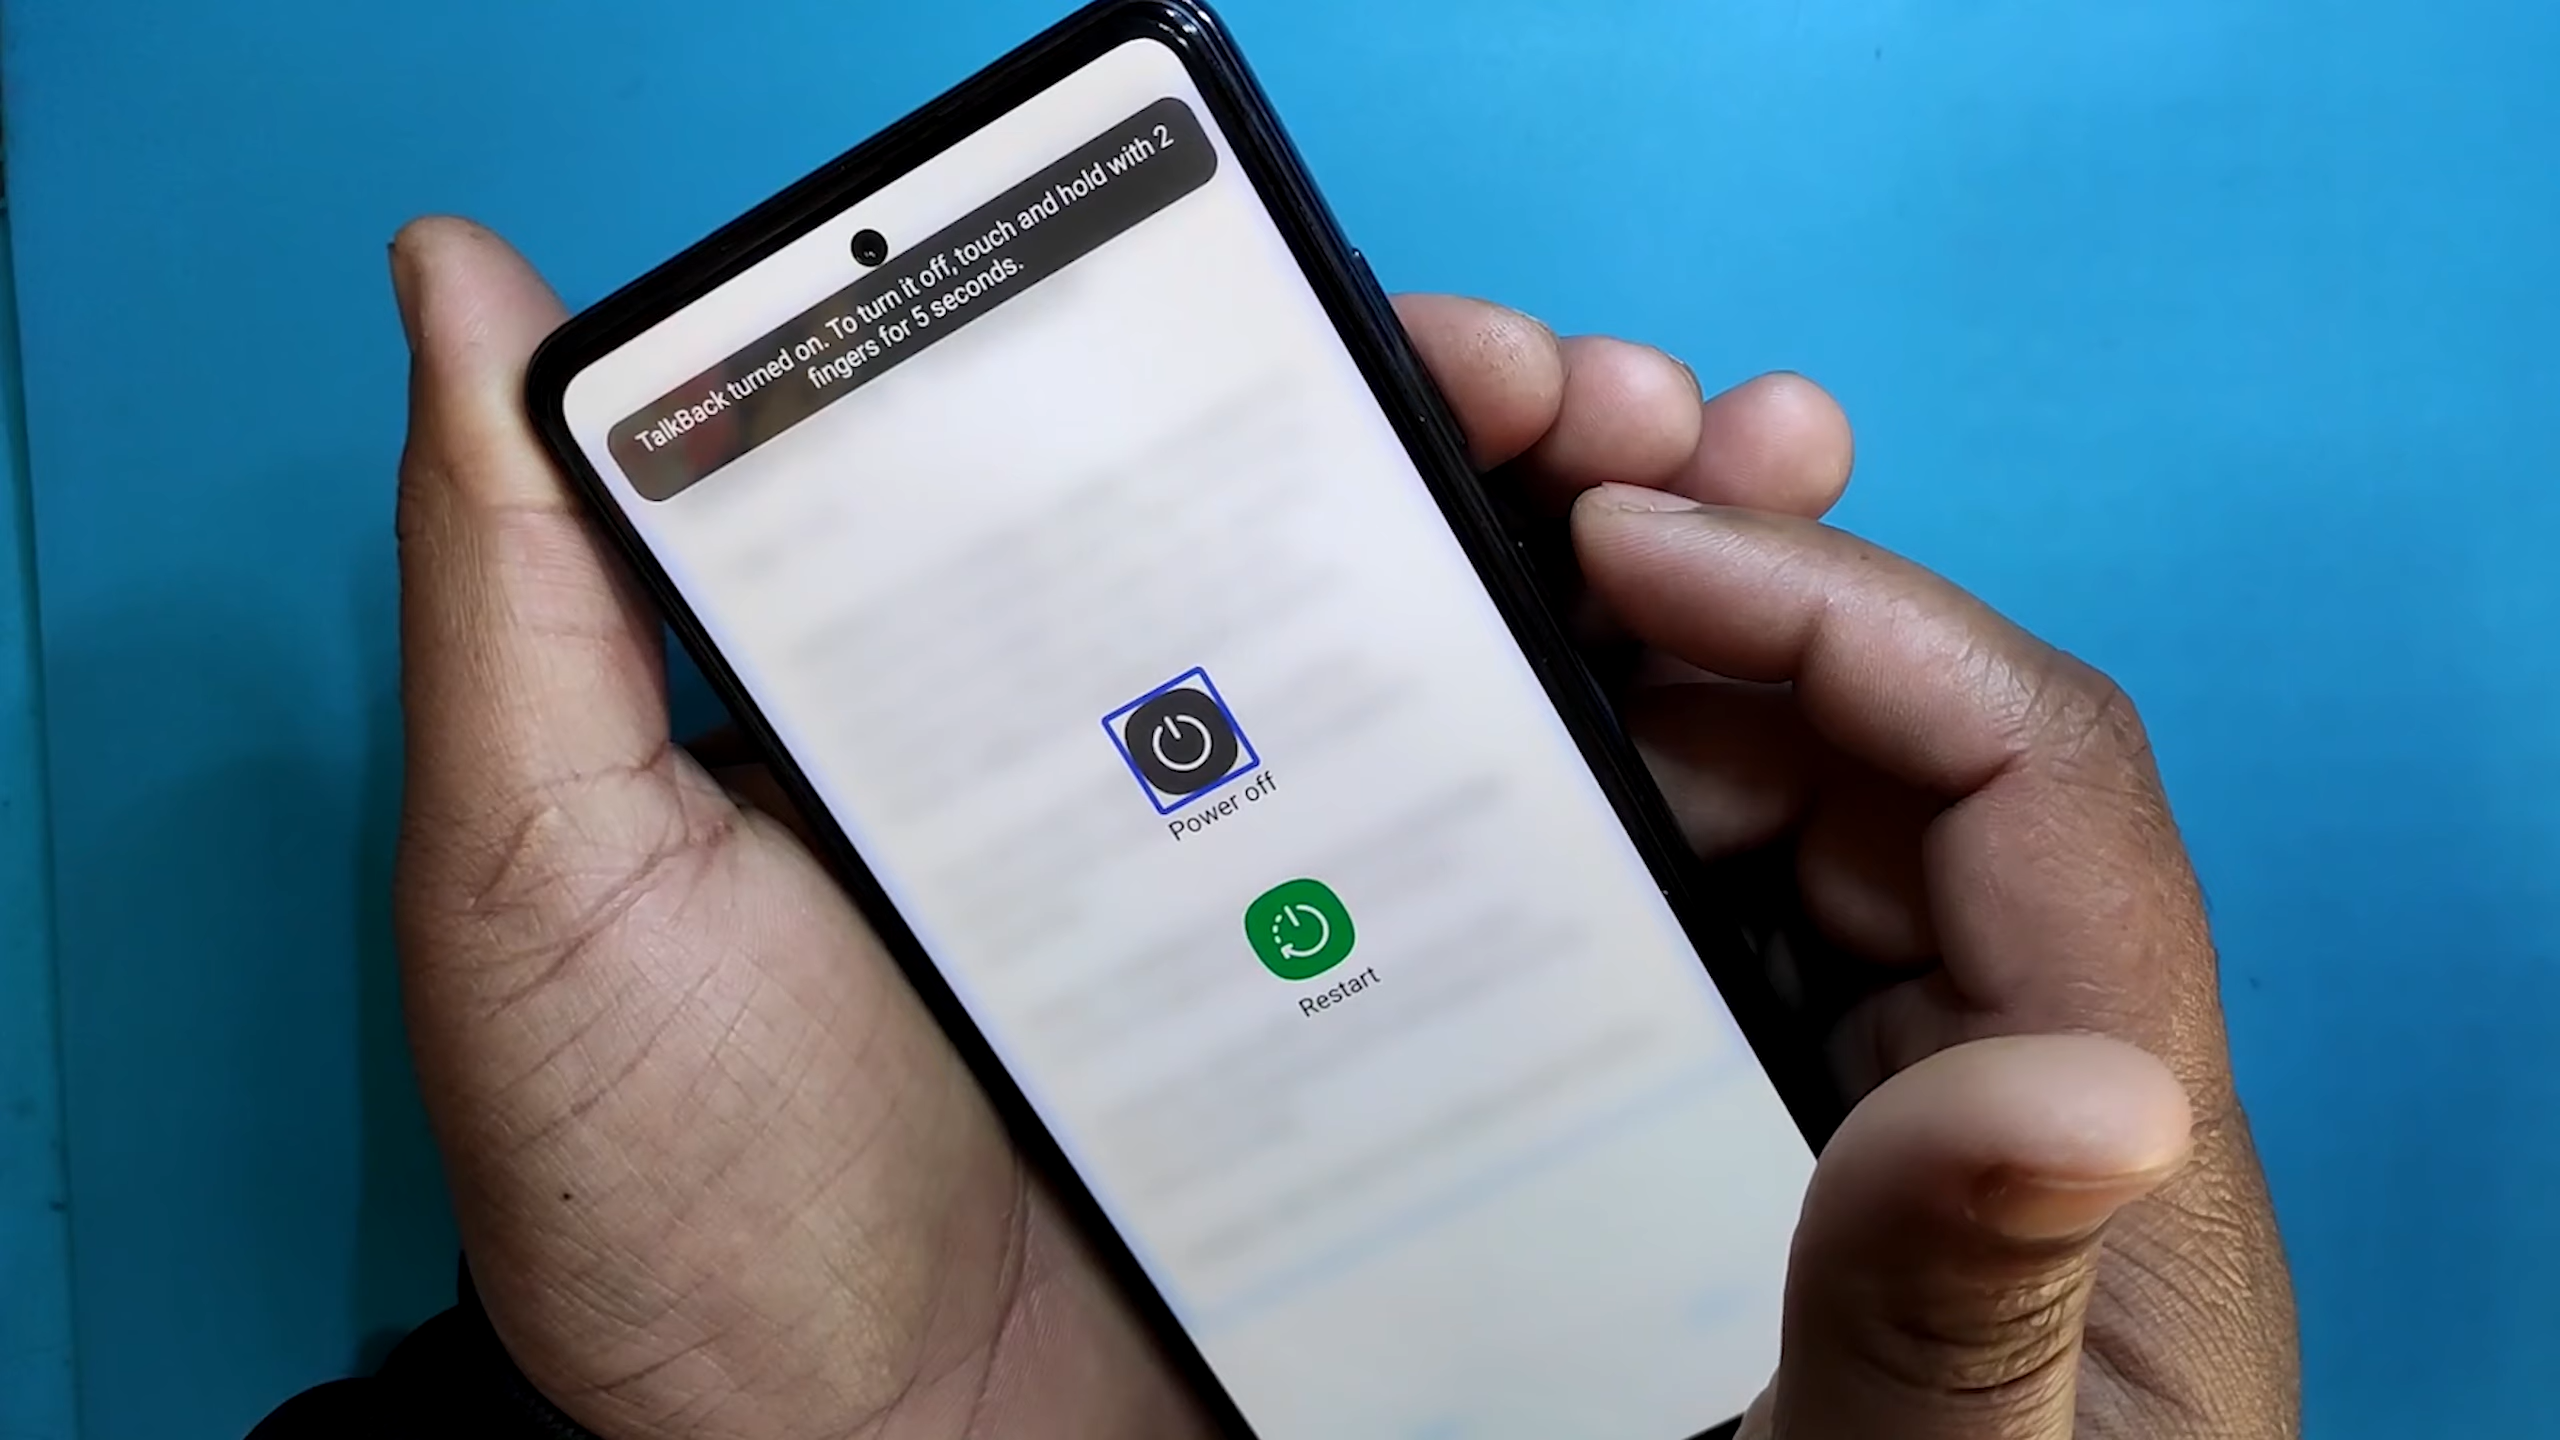 TalkBack turned on. To turn it off, touch and hold with 2
fingers for 5 seconds.
Power off
Restart